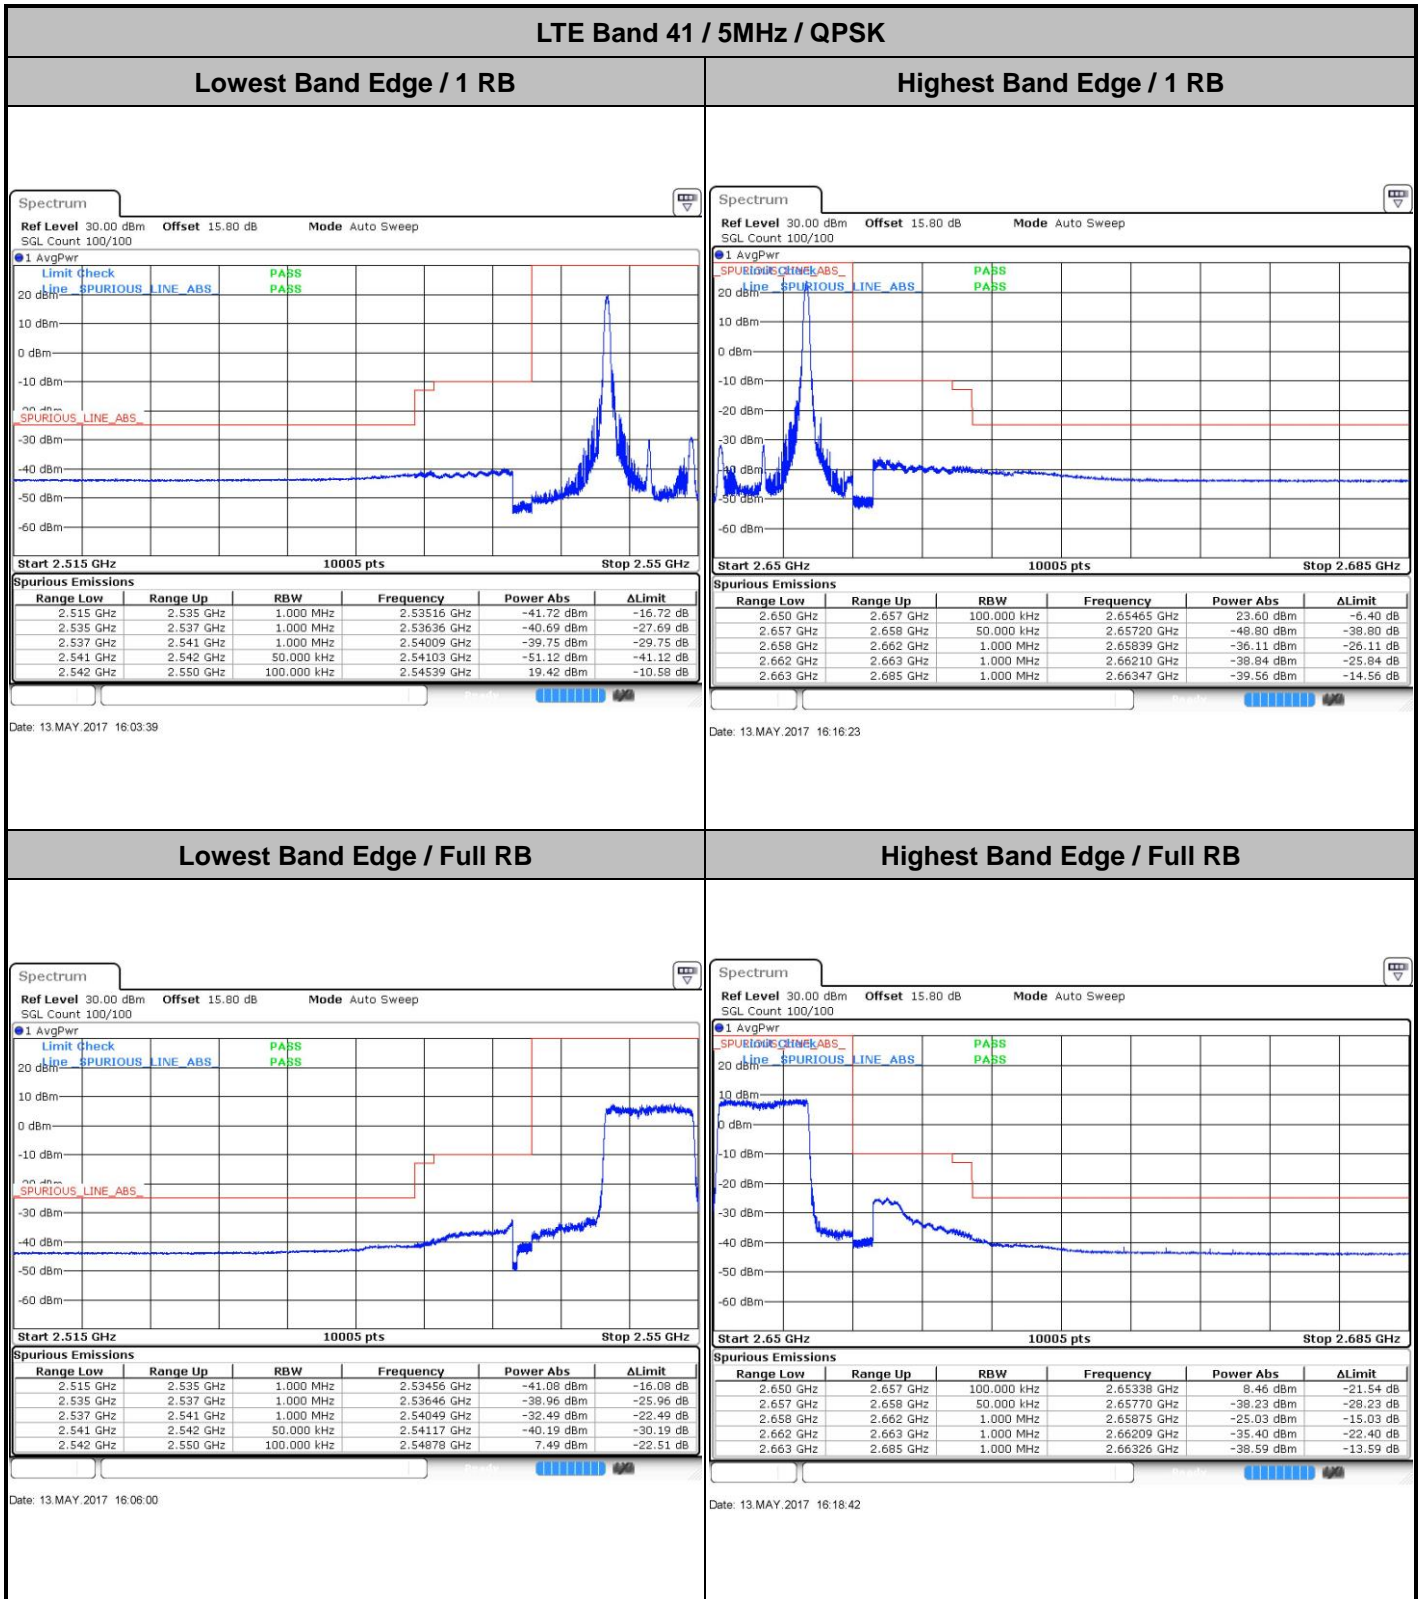 LTE Band 41 / 5MHz / QPSK
Lowest Band Edge / 1 RB
Highest Band Edge / 1 RB
Spectrum
Ref Level 30.00 dBm Offset 15.80 dB Mode Auto Sweep
SGL Count 100/100
1 AvgPwr
Limit Check PASS
Line _SPURIOUS_LINE_ABS_ PASS
20 dBm
10 dBm
0 dBm
-10 dBm
-20 dBm
_SPURIOUS_LINE_ABS_
-30 dBm
-40 dBm
-50 dBm
-60 dBm
Start 2.515 GHz 10005 pts Stop 2.55 GHz
Spurious Emissions
Range Low Range Up RBW Frequency Power Abs ΔLimit
2.515 GHz 2.535 GHz 1.000 MHz 2.53516 GHz -41.72 dBm -16.72 dB
2.535 GHz 2.537 GHz 1.000 MHz 2.53636 GHz -40.69 dBm -27.69 dB
2.537 GHz 2.541 GHz 1.000 MHz 2.54009 GHz -39.75 dBm -29.75 dB
2.541 GHz 2.542 GHz 50.000 kHz 2.54103 GHz -51.12 dBm -41.12 dB
2.542 GHz 2.550 GHz 100.000 kHz 2.54539 GHz 19.42 dBm -10.58 dB
Ready
Date: 13.MAY.2017 16:03:39
Spectrum
Ref Level 30.00 dBm Offset 15.80 dB Mode Auto Sweep
SGL Count 100/100
1 AvgPwr
_SPURIOUS_LINE_ABS_
Limit Check PASS
Line _SPURIOUS_LINE_ABS_ PASS
20 dBm
10 dBm
0 dBm
-10 dBm
-20 dBm
-30 dBm
-40 dBm
-50 dBm
-60 dBm
Start 2.65 GHz 10005 pts Stop 2.685 GHz
Spurious Emissions
Range Low Range Up RBW Frequency Power Abs ΔLimit
2.650 GHz 2.657 GHz 100.000 kHz 2.65465 GHz 23.60 dBm -6.40 dB
2.657 GHz 2.658 GHz 50.000 kHz 2.65720 GHz -48.80 dBm -38.80 dB
2.658 GHz 2.662 GHz 1.000 MHz 2.65839 GHz -36.11 dBm -26.11 dB
2.662 GHz 2.663 GHz 1.000 MHz 2.66210 GHz -38.84 dBm -25.84 dB
2.663 GHz 2.685 GHz 1.000 MHz 2.66347 GHz -39.56 dBm -14.56 dB
Ready
Date: 13.MAY.2017 16:16:23
Lowest Band Edge / Full RB
Highest Band Edge / Full RB
Spectrum
Ref Level 30.00 dBm Offset 15.80 dB Mode Auto Sweep
SGL Count 100/100
1 AvgPwr
Limit Check PASS
Line _SPURIOUS_LINE_ABS_ PASS
20 dBm
10 dBm
0 dBm
-10 dBm
-20 dBm
_SPURIOUS_LINE_ABS_
-30 dBm
-40 dBm
-50 dBm
-60 dBm
Start 2.515 GHz 10005 pts Stop 2.55 GHz
Spurious Emissions
Range Low Range Up RBW Frequency Power Abs ΔLimit
2.515 GHz 2.535 GHz 1.000 MHz 2.53456 GHz -41.08 dBm -16.08 dB
2.535 GHz 2.537 GHz 1.000 MHz 2.53646 GHz -38.96 dBm -25.96 dB
2.537 GHz 2.541 GHz 1.000 MHz 2.54049 GHz -32.49 dBm -22.49 dB
2.541 GHz 2.542 GHz 50.000 kHz 2.54117 GHz -40.19 dBm -30.19 dB
2.542 GHz 2.550 GHz 100.000 kHz 2.54878 GHz 7.49 dBm -22.51 dB
Ready
Date: 13.MAY.2017 16:06:00
Spectrum
Ref Level 30.00 dBm Offset 15.80 dB Mode Auto Sweep
SGL Count 100/100
1 AvgPwr
_SPURIOUS_LINE_ABS_
Limit Check PASS
Line _SPURIOUS_LINE_ABS_ PASS
20 dBm
10 dBm
0 dBm
-10 dBm
-20 dBm
-30 dBm
-40 dBm
-50 dBm
-60 dBm
Start 2.65 GHz 10005 pts Stop 2.685 GHz
Spurious Emissions
Range Low Range Up RBW Frequency Power Abs ΔLimit
2.650 GHz 2.657 GHz 100.000 kHz 2.65338 GHz 8.46 dBm -21.54 dB
2.657 GHz 2.658 GHz 50.000 kHz 2.65770 GHz -38.23 dBm -28.23 dB
2.658 GHz 2.662 GHz 1.000 MHz 2.65875 GHz -25.03 dBm -15.03 dB
2.662 GHz 2.663 GHz 1.000 MHz 2.66209 GHz -35.40 dBm -22.40 dB
2.663 GHz 2.685 GHz 1.000 MHz 2.66326 GHz -38.59 dBm -13.59 dB
Ready
Date: 13.MAY.2017 16:18:42